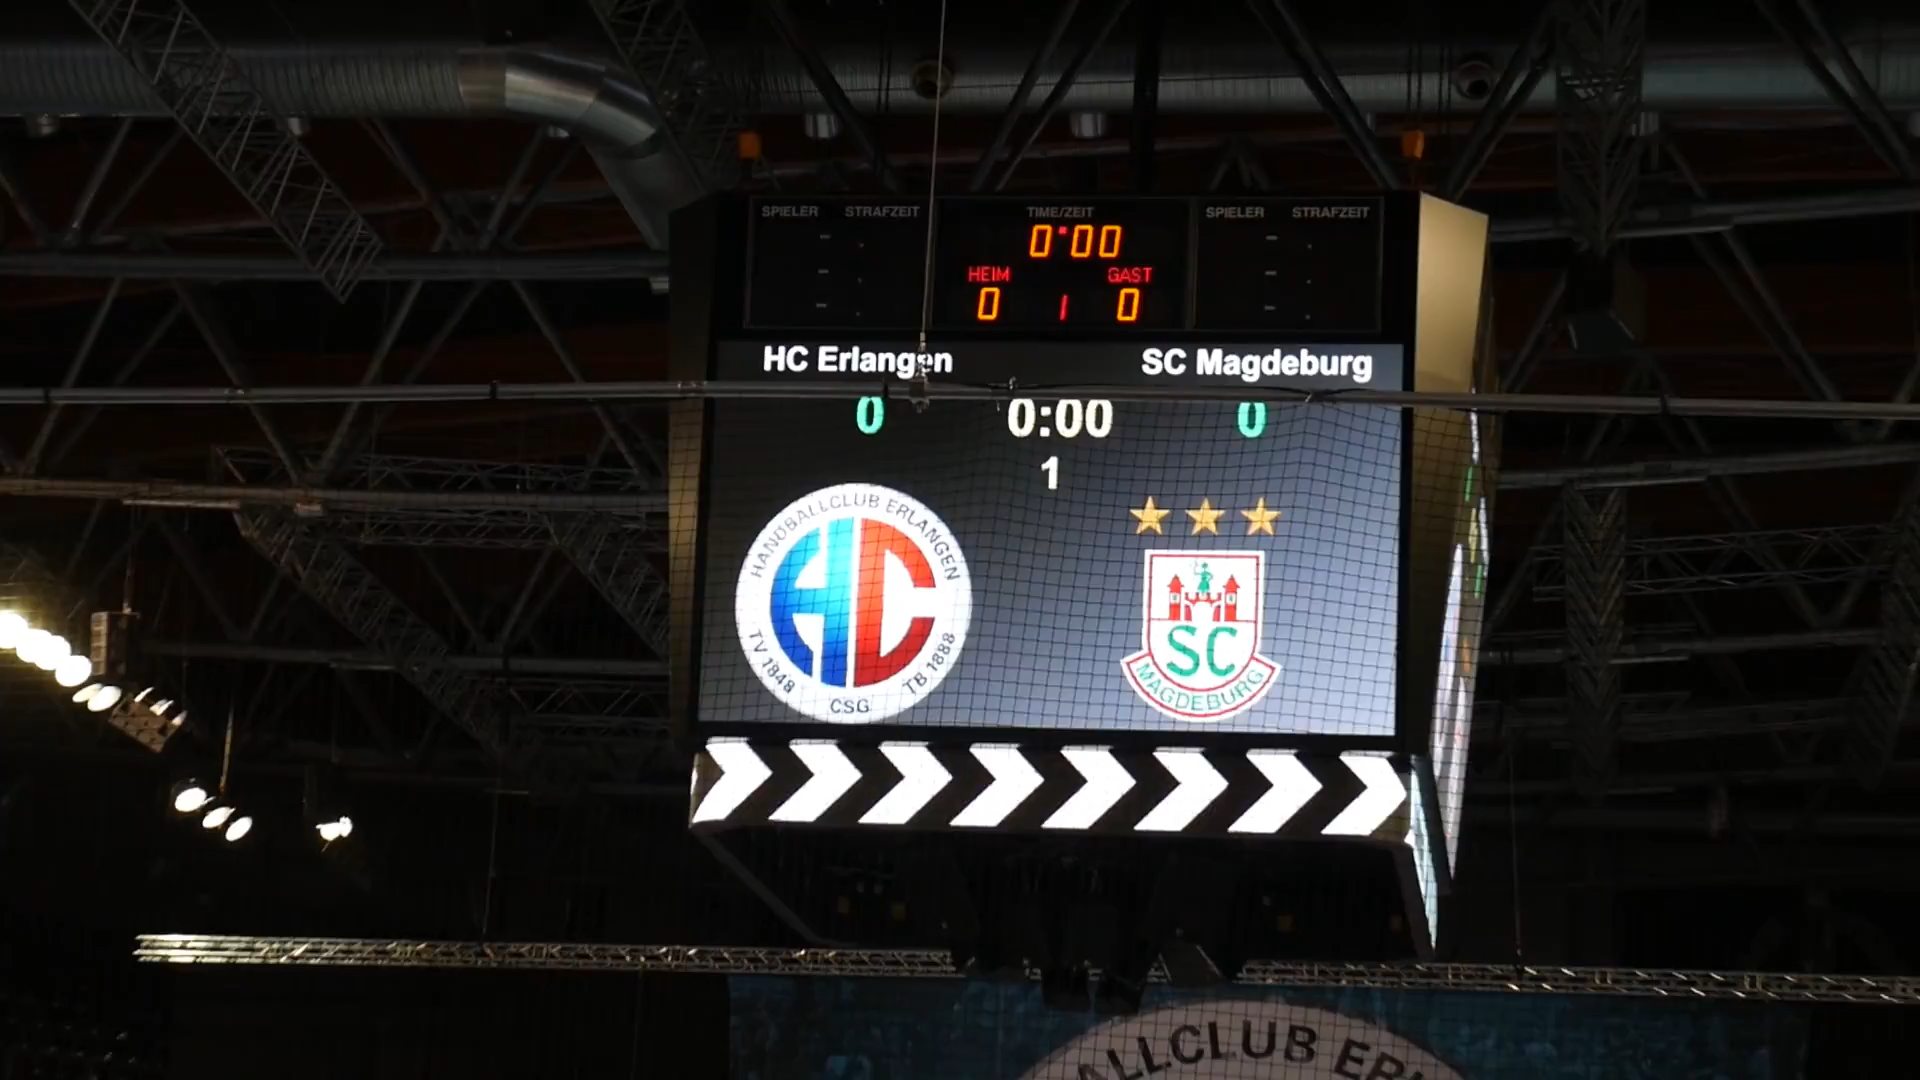 SPIELER STRAFZEIT TIME/ZEIT SPIELER STRAFZEIT
0:00
HEIM GAST
0 1 0
HC Erlangen SC Magdeburg
0 0:00 0
1
HANDBALLCLUB ERLANGEN
HC
TV 1848 CSG TB 1888
SC
MAGDEBURG
ALLCLUB